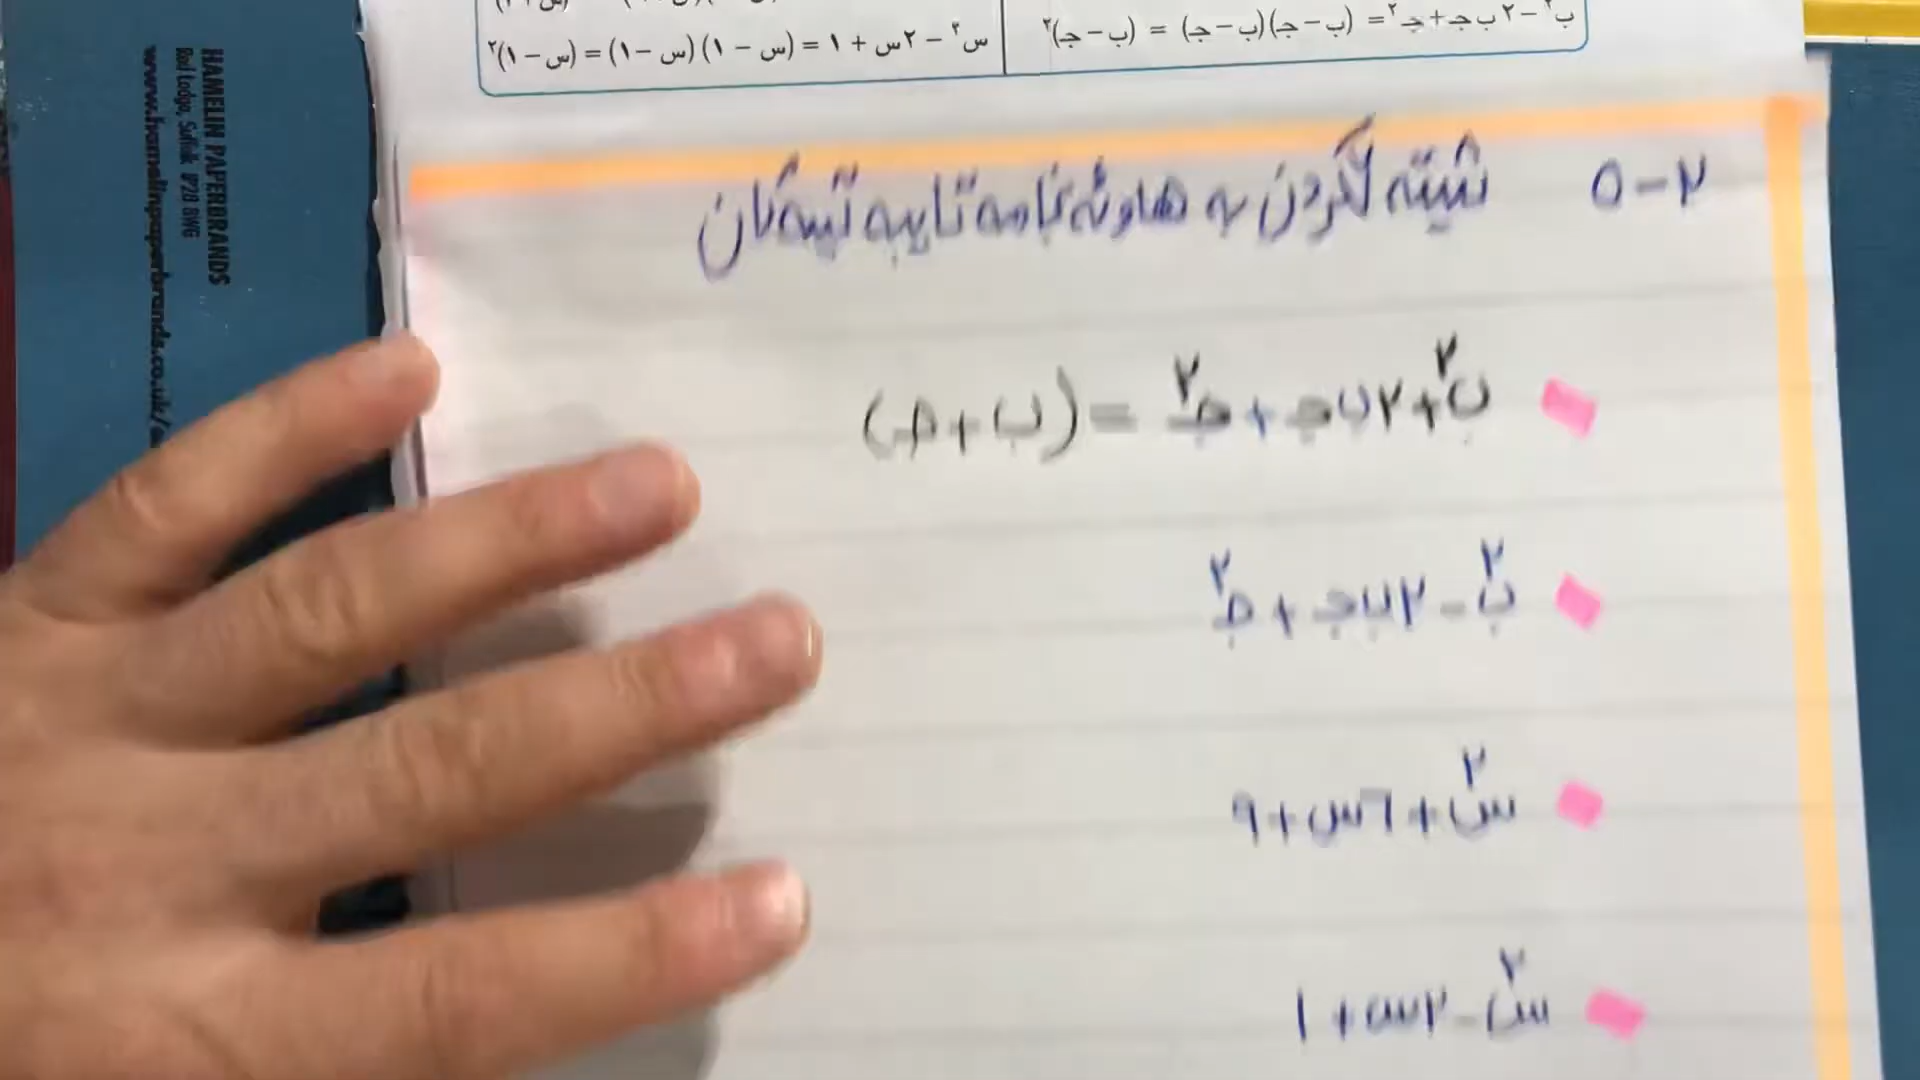 ب٢ – ٢ ب جـ + جـ٢ = (ب – جـ)(ب – جـ) = (ب – جـ)٢
س٢ – ٢س + ١ = (س – ١)(س – ١) = (س – ١)٢
HAMELIN PAPERBRANDS
www.hamelinpaperbrands.co.uk/
٢-٥ شیتەڵکردن بە هاوکێشە تایبەتییەکان
ب٢ + ٢ب جـ + جـ٢ = (ب + جـ)
ب٢ - ٢ب جـ + جـ٢
س٢ + ٦س + ٩
س٢ - ٢س + ١